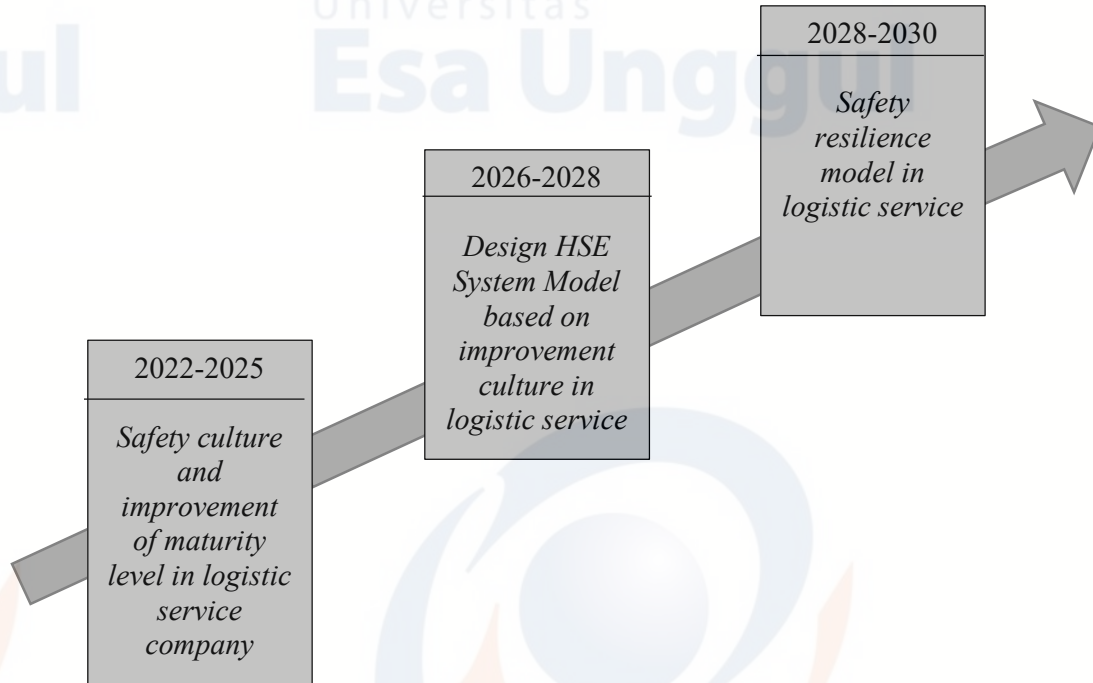 Universitas
Esa Unggul
ul
2028-2030
Safety
resilience
model in
logistic service
2026-2028
Design HSE
System Model
based on
improvement
culture in
logistic service
2022-2025
Safety culture
and
improvement
of maturity
level in logistic
service
company